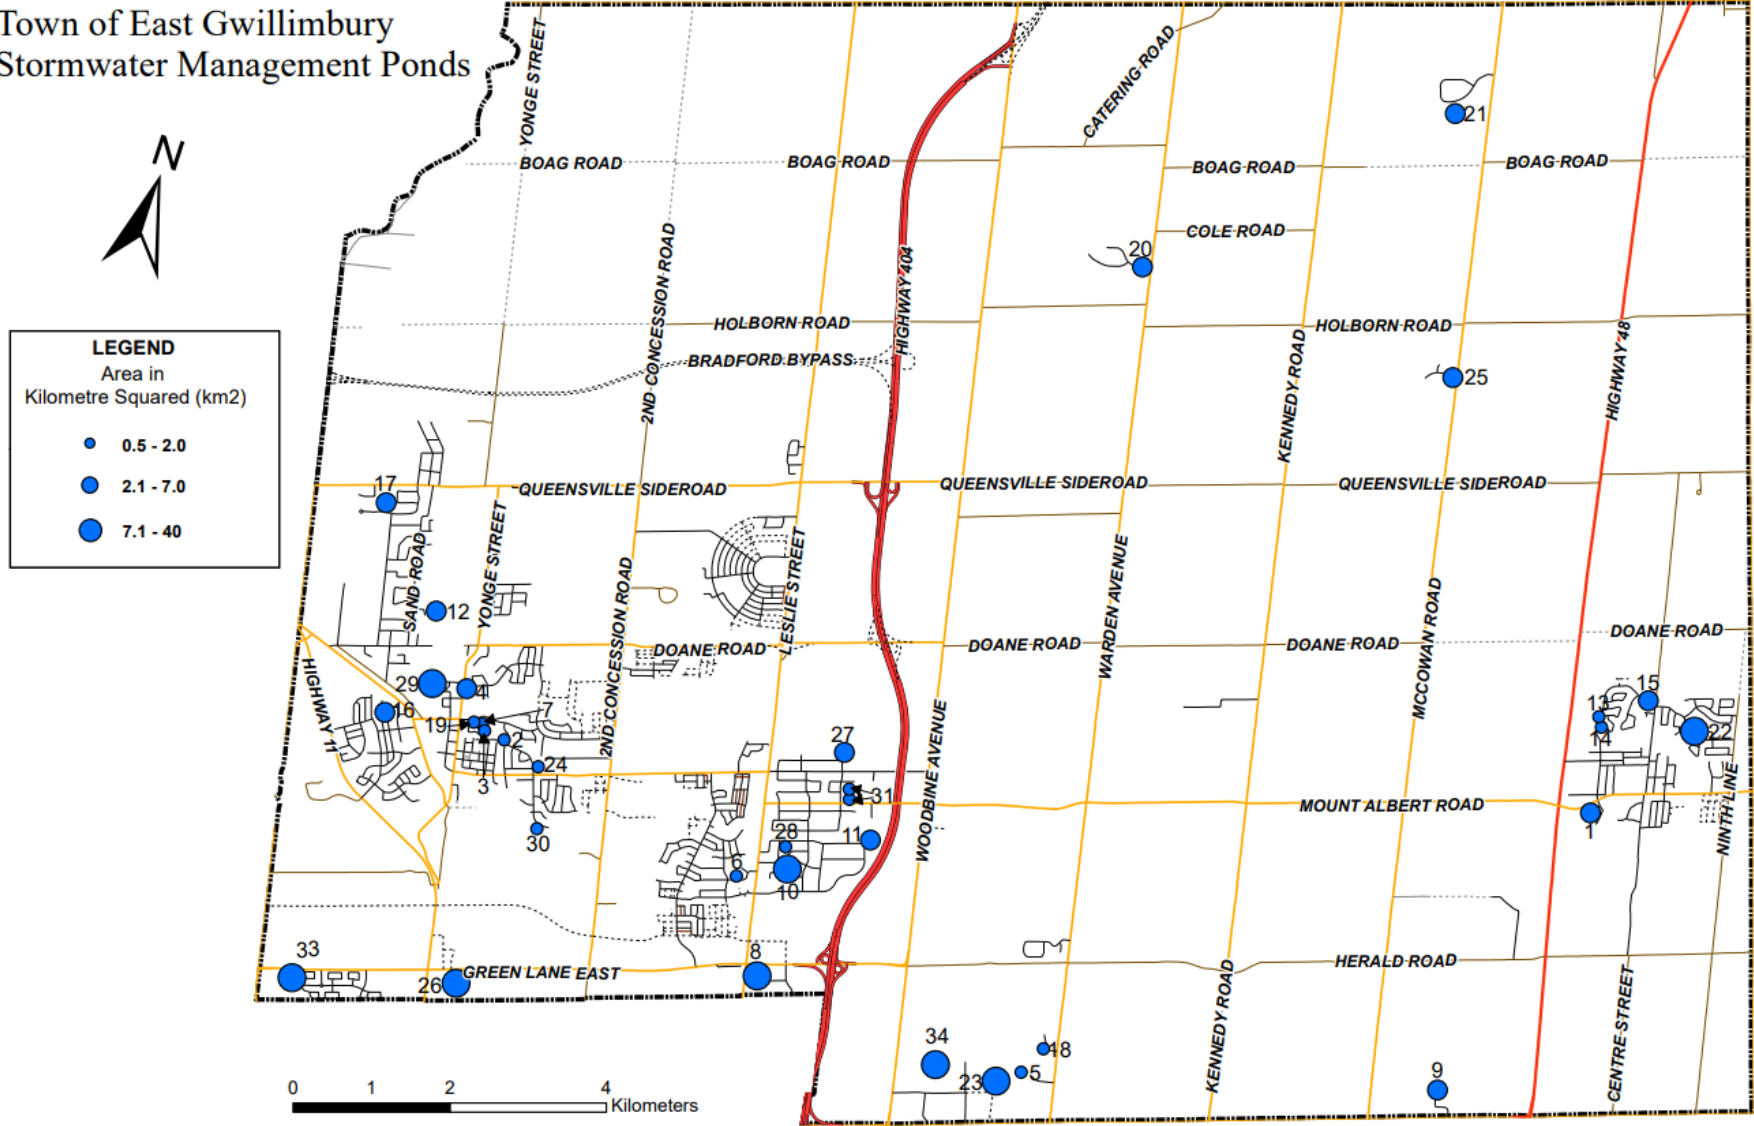 Town of East Gwillimbury
Stormwater Management Ponds
N
LEGEND
Area in
Kilometre Squared (km2)
0.5 - 2.0
2.1 - 7.0
7.1 - 40
YONGE STREET
CATERING ROAD
21
BOAG ROAD
BOAG ROAD
BOAG ROAD
BOAG ROAD
COLE ROAD
20
2ND CONCESSION ROAD
HIGHWAY 404
HOLBORN ROAD
HOLBORN ROAD
BRADFORD BYPASS
KENNEDY ROAD
HIGHWAY 48
25
17
QUEENSVILLE SIDEROAD
QUEENSVILLE SIDEROAD
QUEENSVILLE SIDEROAD
SAND ROAD
YONGE STREET
12
2ND CONCESSION ROAD
LESLIE STREET
WARDEN AVENUE
MCCOWAN ROAD
DOANE ROAD
DOANE ROAD
DOANE ROAD
DOANE ROAD
HIGHWAY 11
29
4
16
19
7
2
24
3
30
27
31
11
28
6
10
WOODBINE AVENUE
MOUNT ALBERT ROAD
15
13
14
22
1
NINTH LINE
33
26
GREEN LANE EAST
8
HERALD ROAD
KENNEDY ROAD
CENTRE STREET
34
23
5
18
9
0 1 2 4
Kilometers